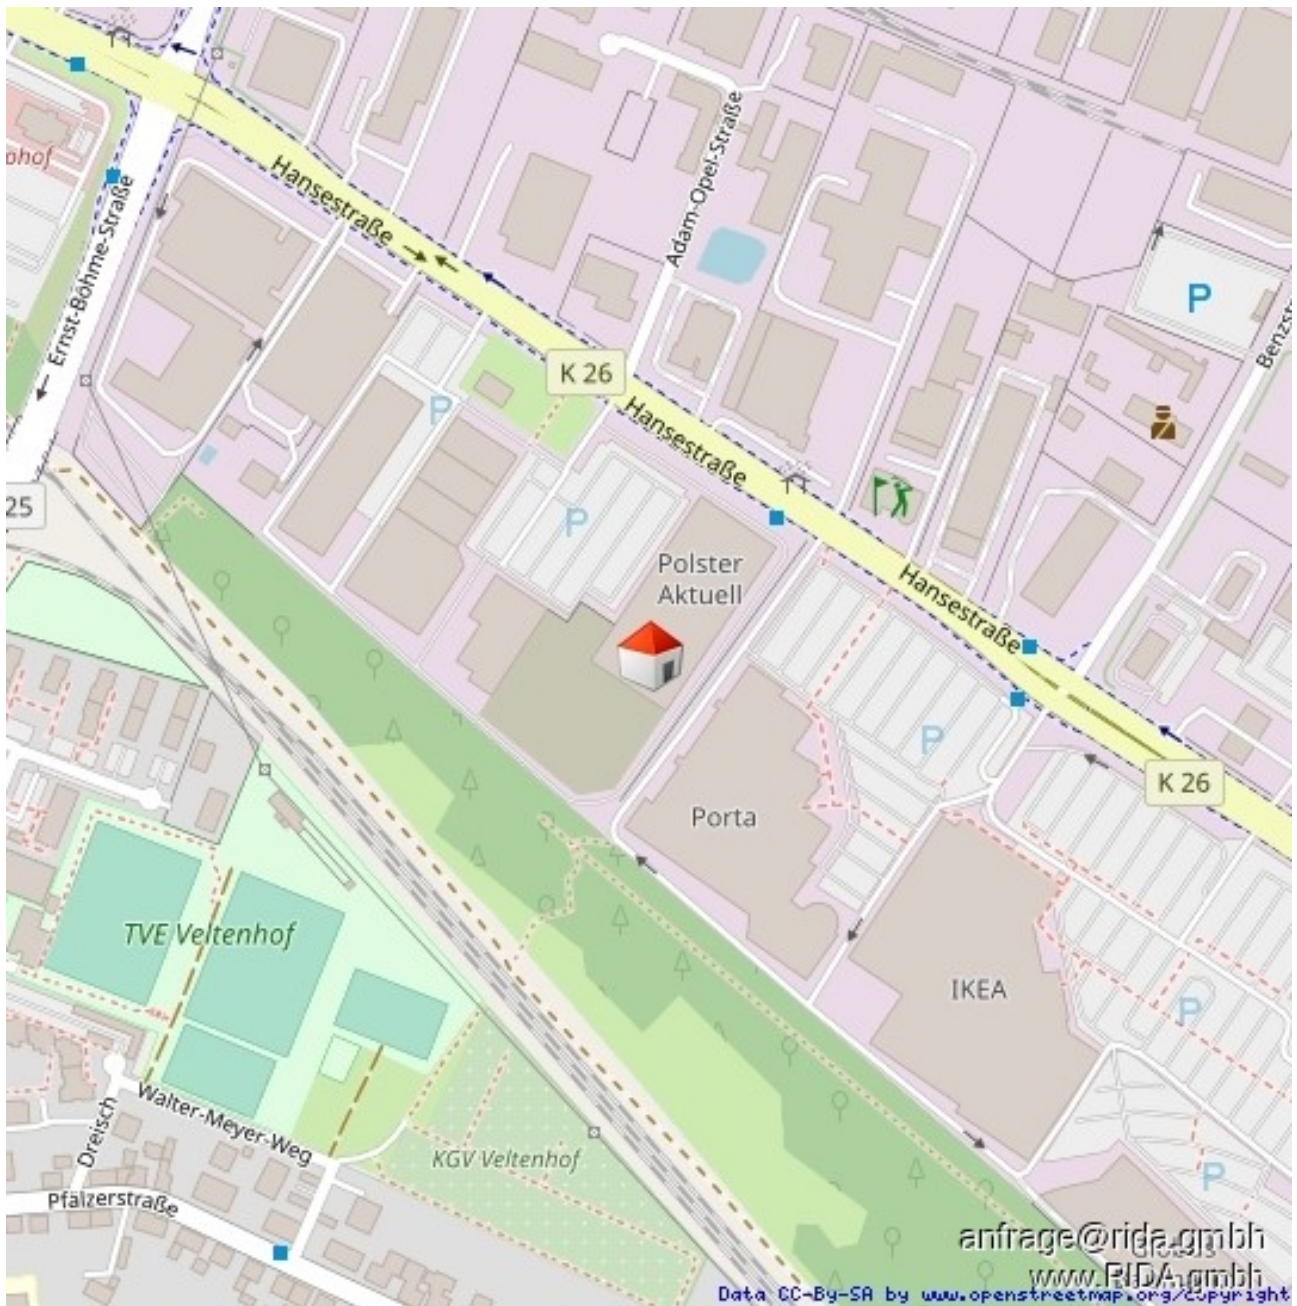 ohof
Hansestraße
Adam-Opel-Straße
Ernst-Böhme-Straße
P
Benzst
K 26
P
Hansestraße
25
P
Polster
Aktuell
Hansestraße
P
K 26
Porta
TVE Veltenhof
IKEA
P
Walter-Meyer-Weg
Dreisch
KGV Veltenhof
P
Pfälzerstraße
anfrage@rida.gmbh
www.RIDA.gmbh
Data CC-By-SA by www.openstreetmap.org/copyright